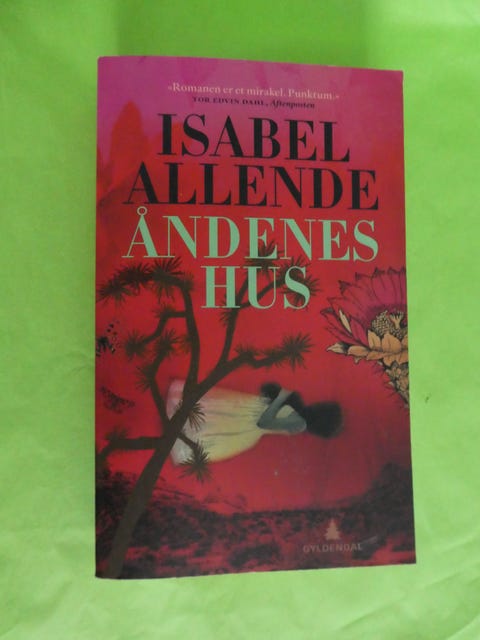 «Romanen er et mirakel. Punktum.»
TOR EDVIN DAHL, Aftenposten
ISABEL
ALLENDE
ÅNDENES
HUS
GYLDENDAL